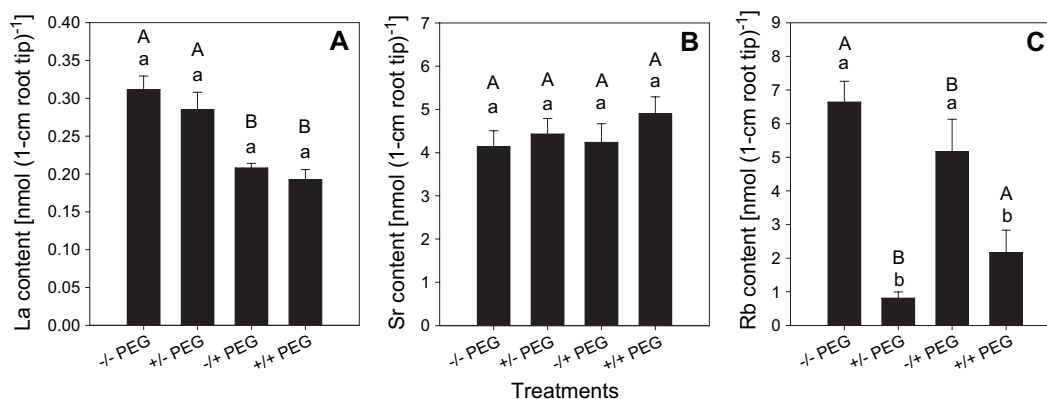 A
La content [nmol (1-cm root tip)-1
0.40
0.35
0.30
0.25
0.20
0.15
0.10
0.05
0.00
A
a
A
a
B
a
B
a
-/- PEG
+/- PEG
-/+ PEG
+/+ PEG
B
Sr content [nmol (1-cm root tip)-1
7
6
5
4
3
2
1
0
A
a
A
a
A
a
A
a
-/- PEG
+/- PEG
-/+ PEG
+/+ PEG
Treatments
C
Rb content [nmol (1-cm root tip)-1
9
8
7
6
5
4
3
2
1
0
A
a
B
b
B
a
A
b
-/- PEG
+/- PEG
-/+ PEG
+/+ PEG